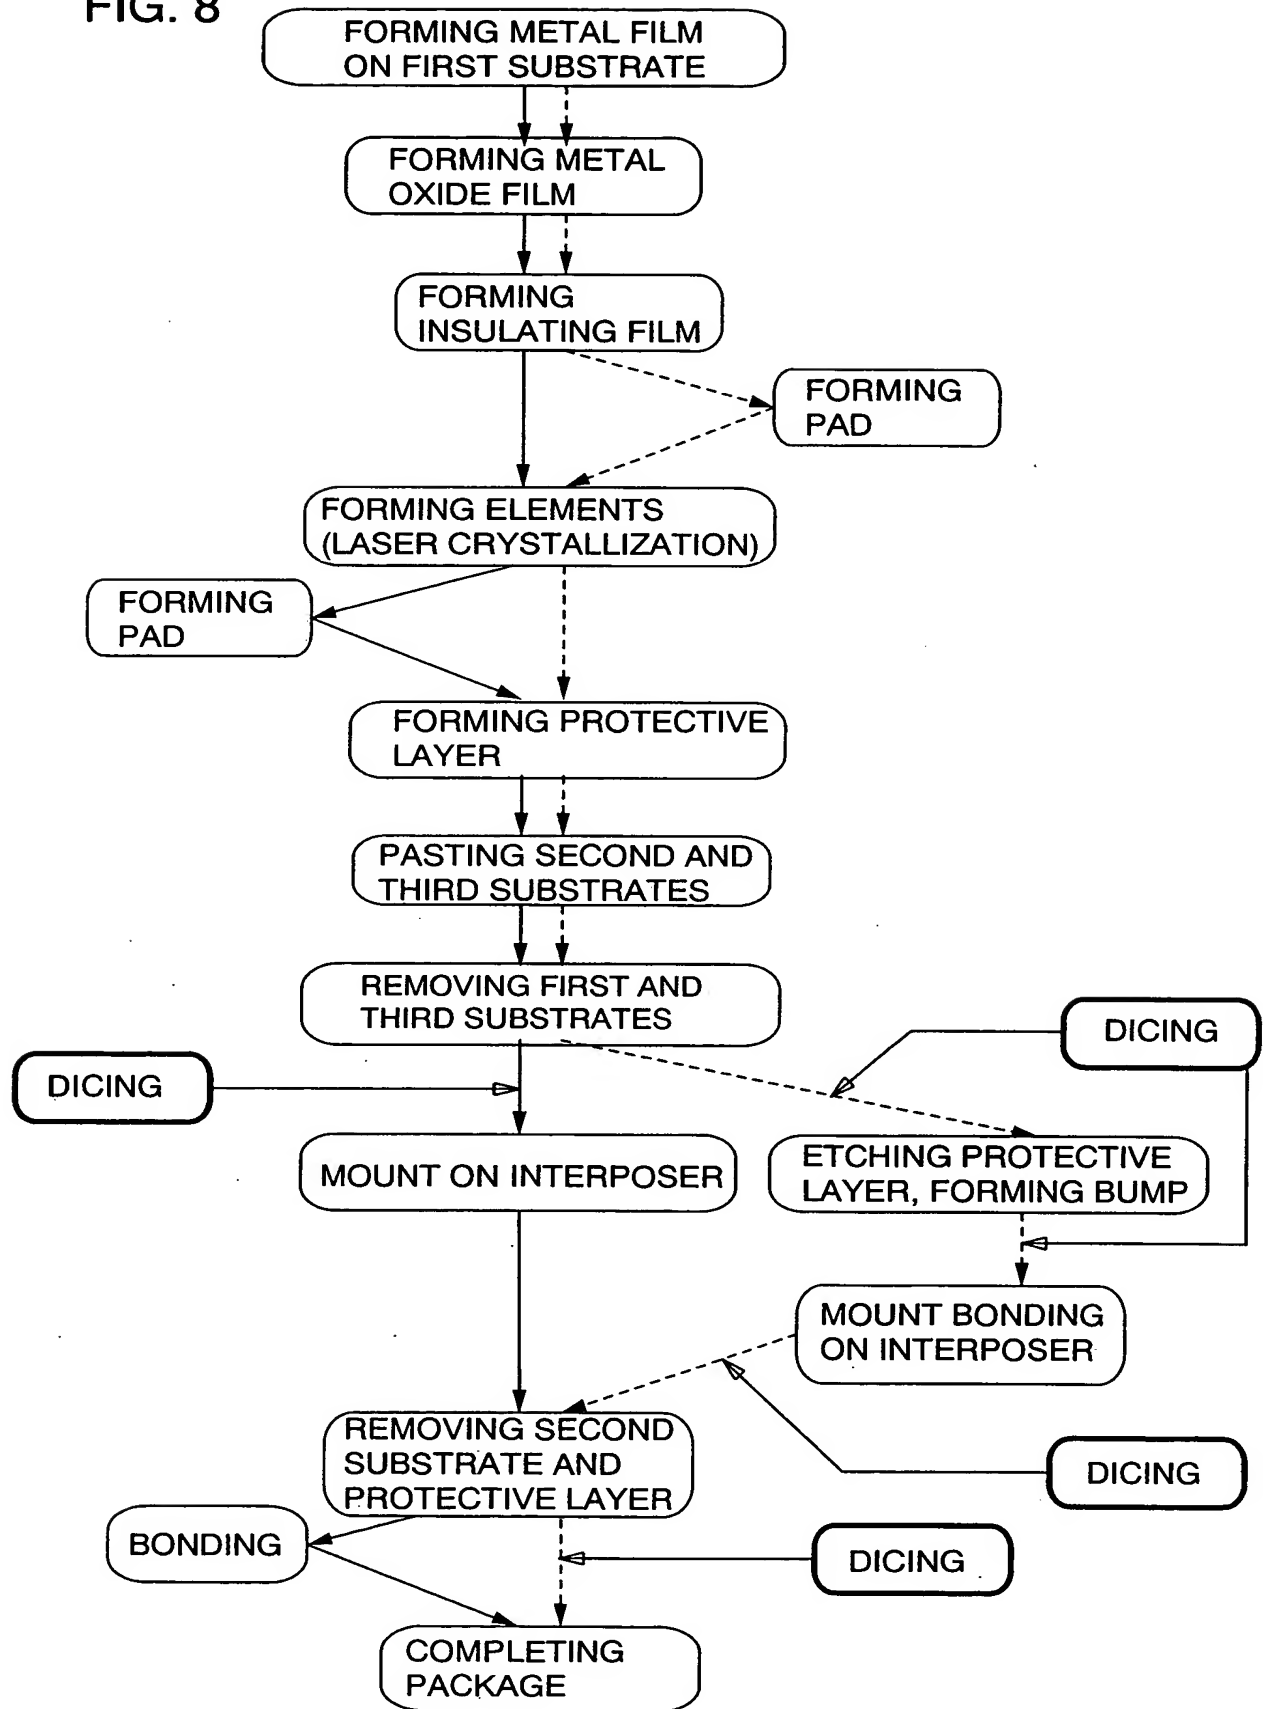 FIG. 8
FORMING METAL FILM
ON FIRST SUBSTRATE
FORMING METAL
OXIDE FILM
FORMING
INSULATING FILM
FORMING
PAD
FORMING ELEMENTS
(LASER CRYSTALLIZATION)
FORMING
PAD
FORMING PROTECTIVE
LAYER
PASTING SECOND AND
THIRD SUBSTRATES
REMOVING FIRST AND
THIRD SUBSTRATES
DICING
DICING
MOUNT ON INTERPOSER
ETCHING PROTECTIVE
LAYER, FORMING BUMP
MOUNT BONDING
ON INTERPOSER
REMOVING SECOND
SUBSTRATE AND
PROTECTIVE LAYER
DICING
BONDING
DICING
COMPLETING
PACKAGE